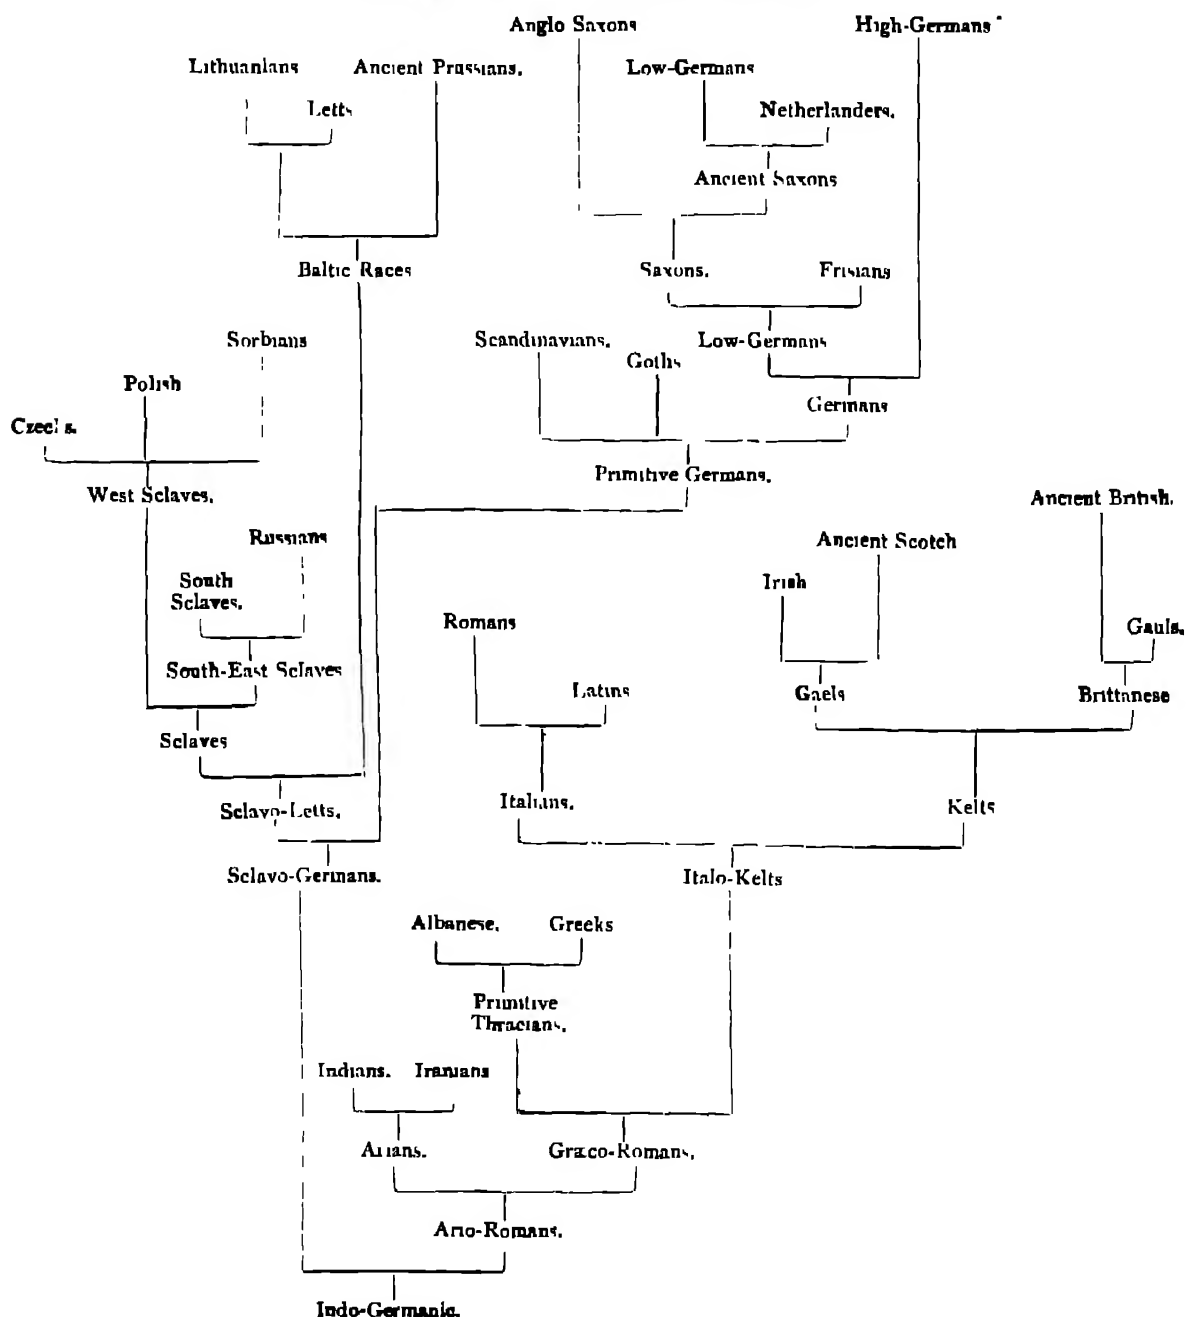 Anglo Saxons
High-Germans
Lithuanians
Ancient Prussians.
Low-Germans
Letts
Netherlanders.
Ancient Saxons
Baltic Races
Saxons.
Frisians
Sorbians
Scandinavians.
Low-Germans
Goths
Polish
Germans
Czechs.
Primitive Germans.
West Sclaves.
Ancient British.
Russians
Ancient Scotch
South
Sclaves.
Irish
Romans
Gauls.
South-East Sclaves
Latins
Gaels
Brittanese
Sclaves
Sclavo-Letts.
Italians.
Kelts
Sclavo-Germans.
Italo-Kelts
Albanese.
Greeks
Primitive
Thracians.
Indians.
Iranians
Arians.
Græco-Romans.
Ario-Romans.
Indo-Germanic.